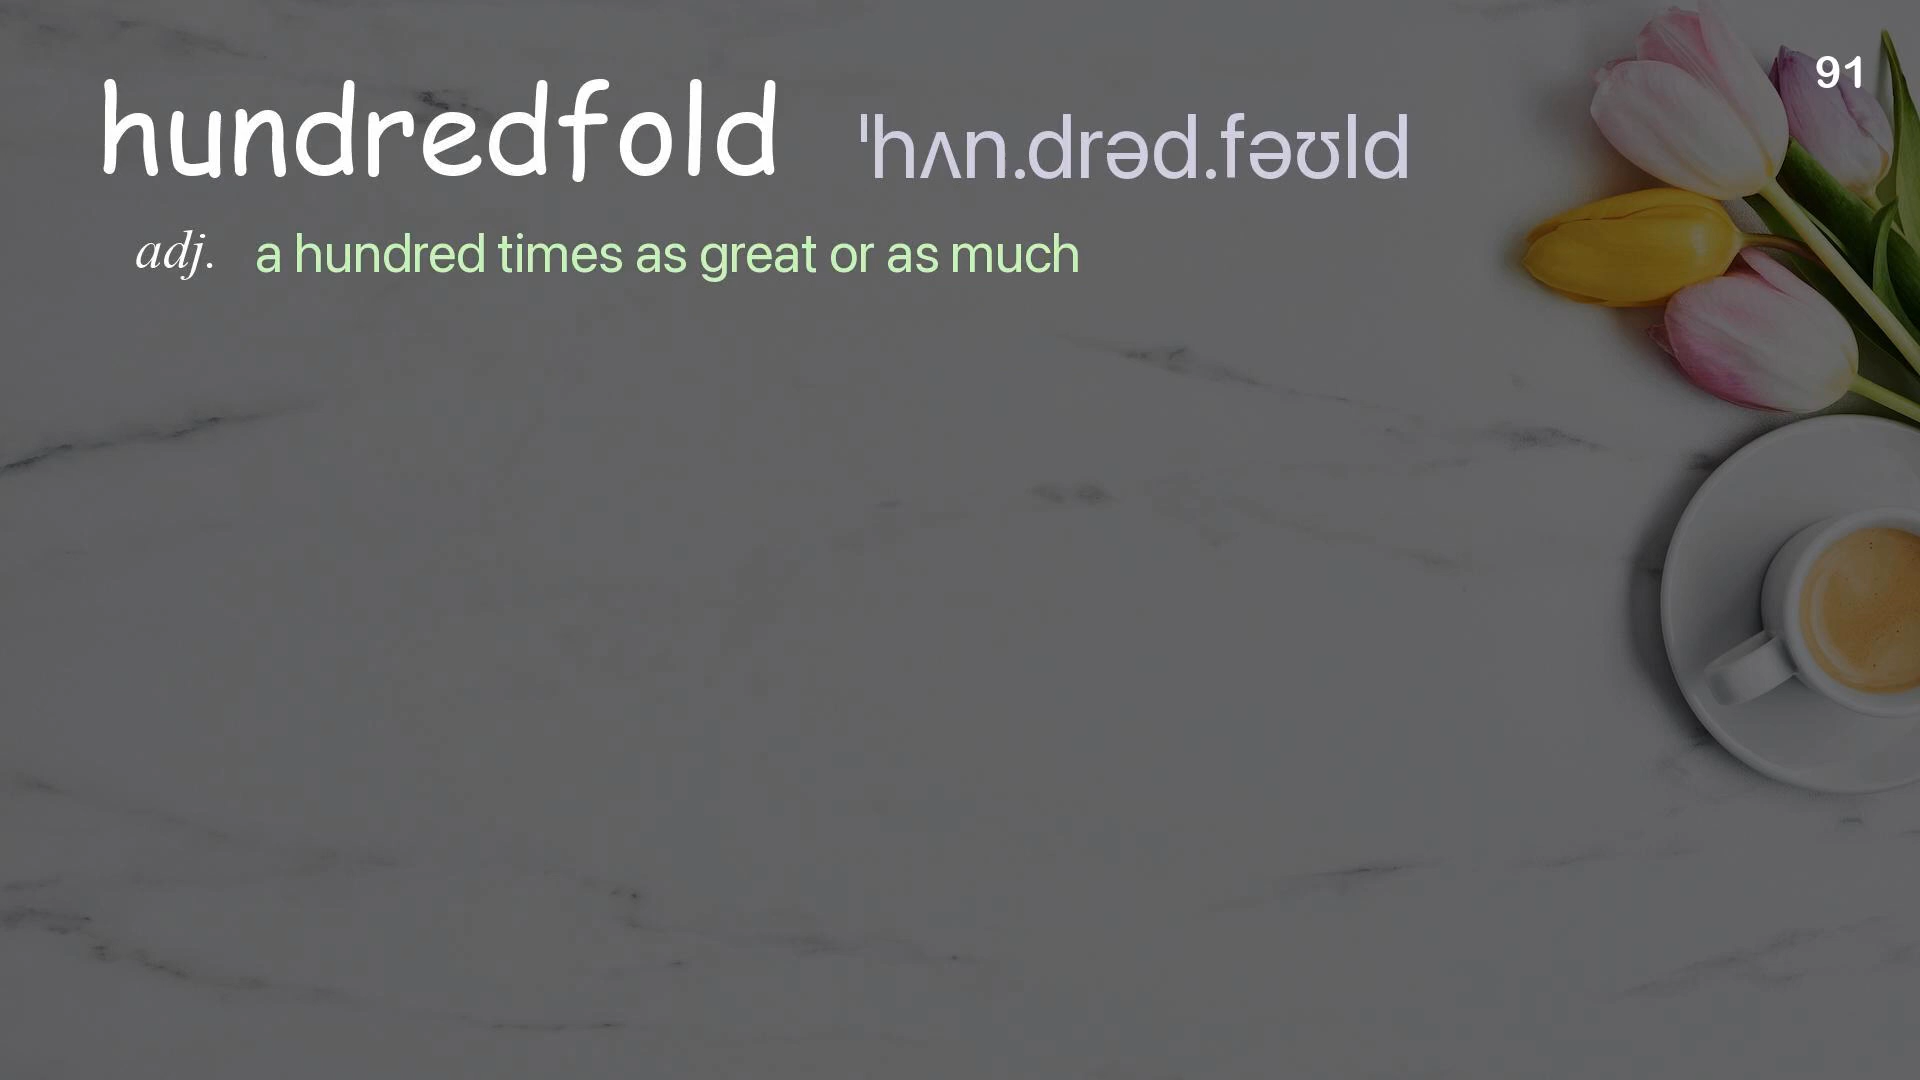 91
hundredfold ˈhʌn.drəd.fəʊld
adj. a hundred times as great or as much